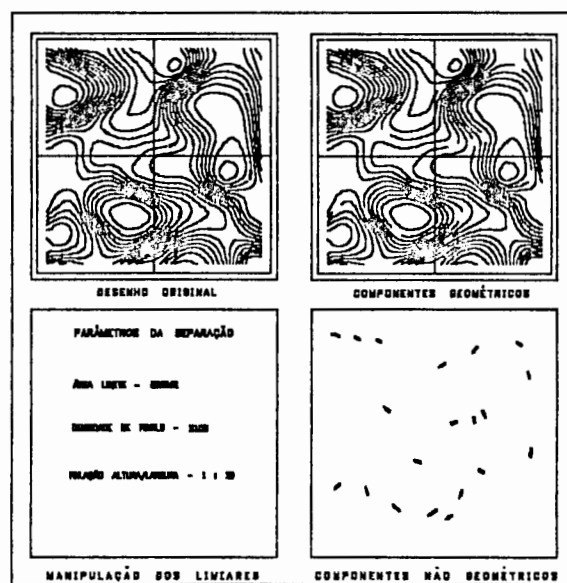 DESENHO ORIGINAL
COMPONENTES GEOMÉTRICOS
PARÂMETROS DA SEPARAÇÃO
ÁREA LIMITE -
DE -
RELAÇÃO ALTURA/LARGURA - 1 :
MANIPULAÇÃO DOS LIMIARES
COMPONENTES NÃO GEOMÉTRICOS